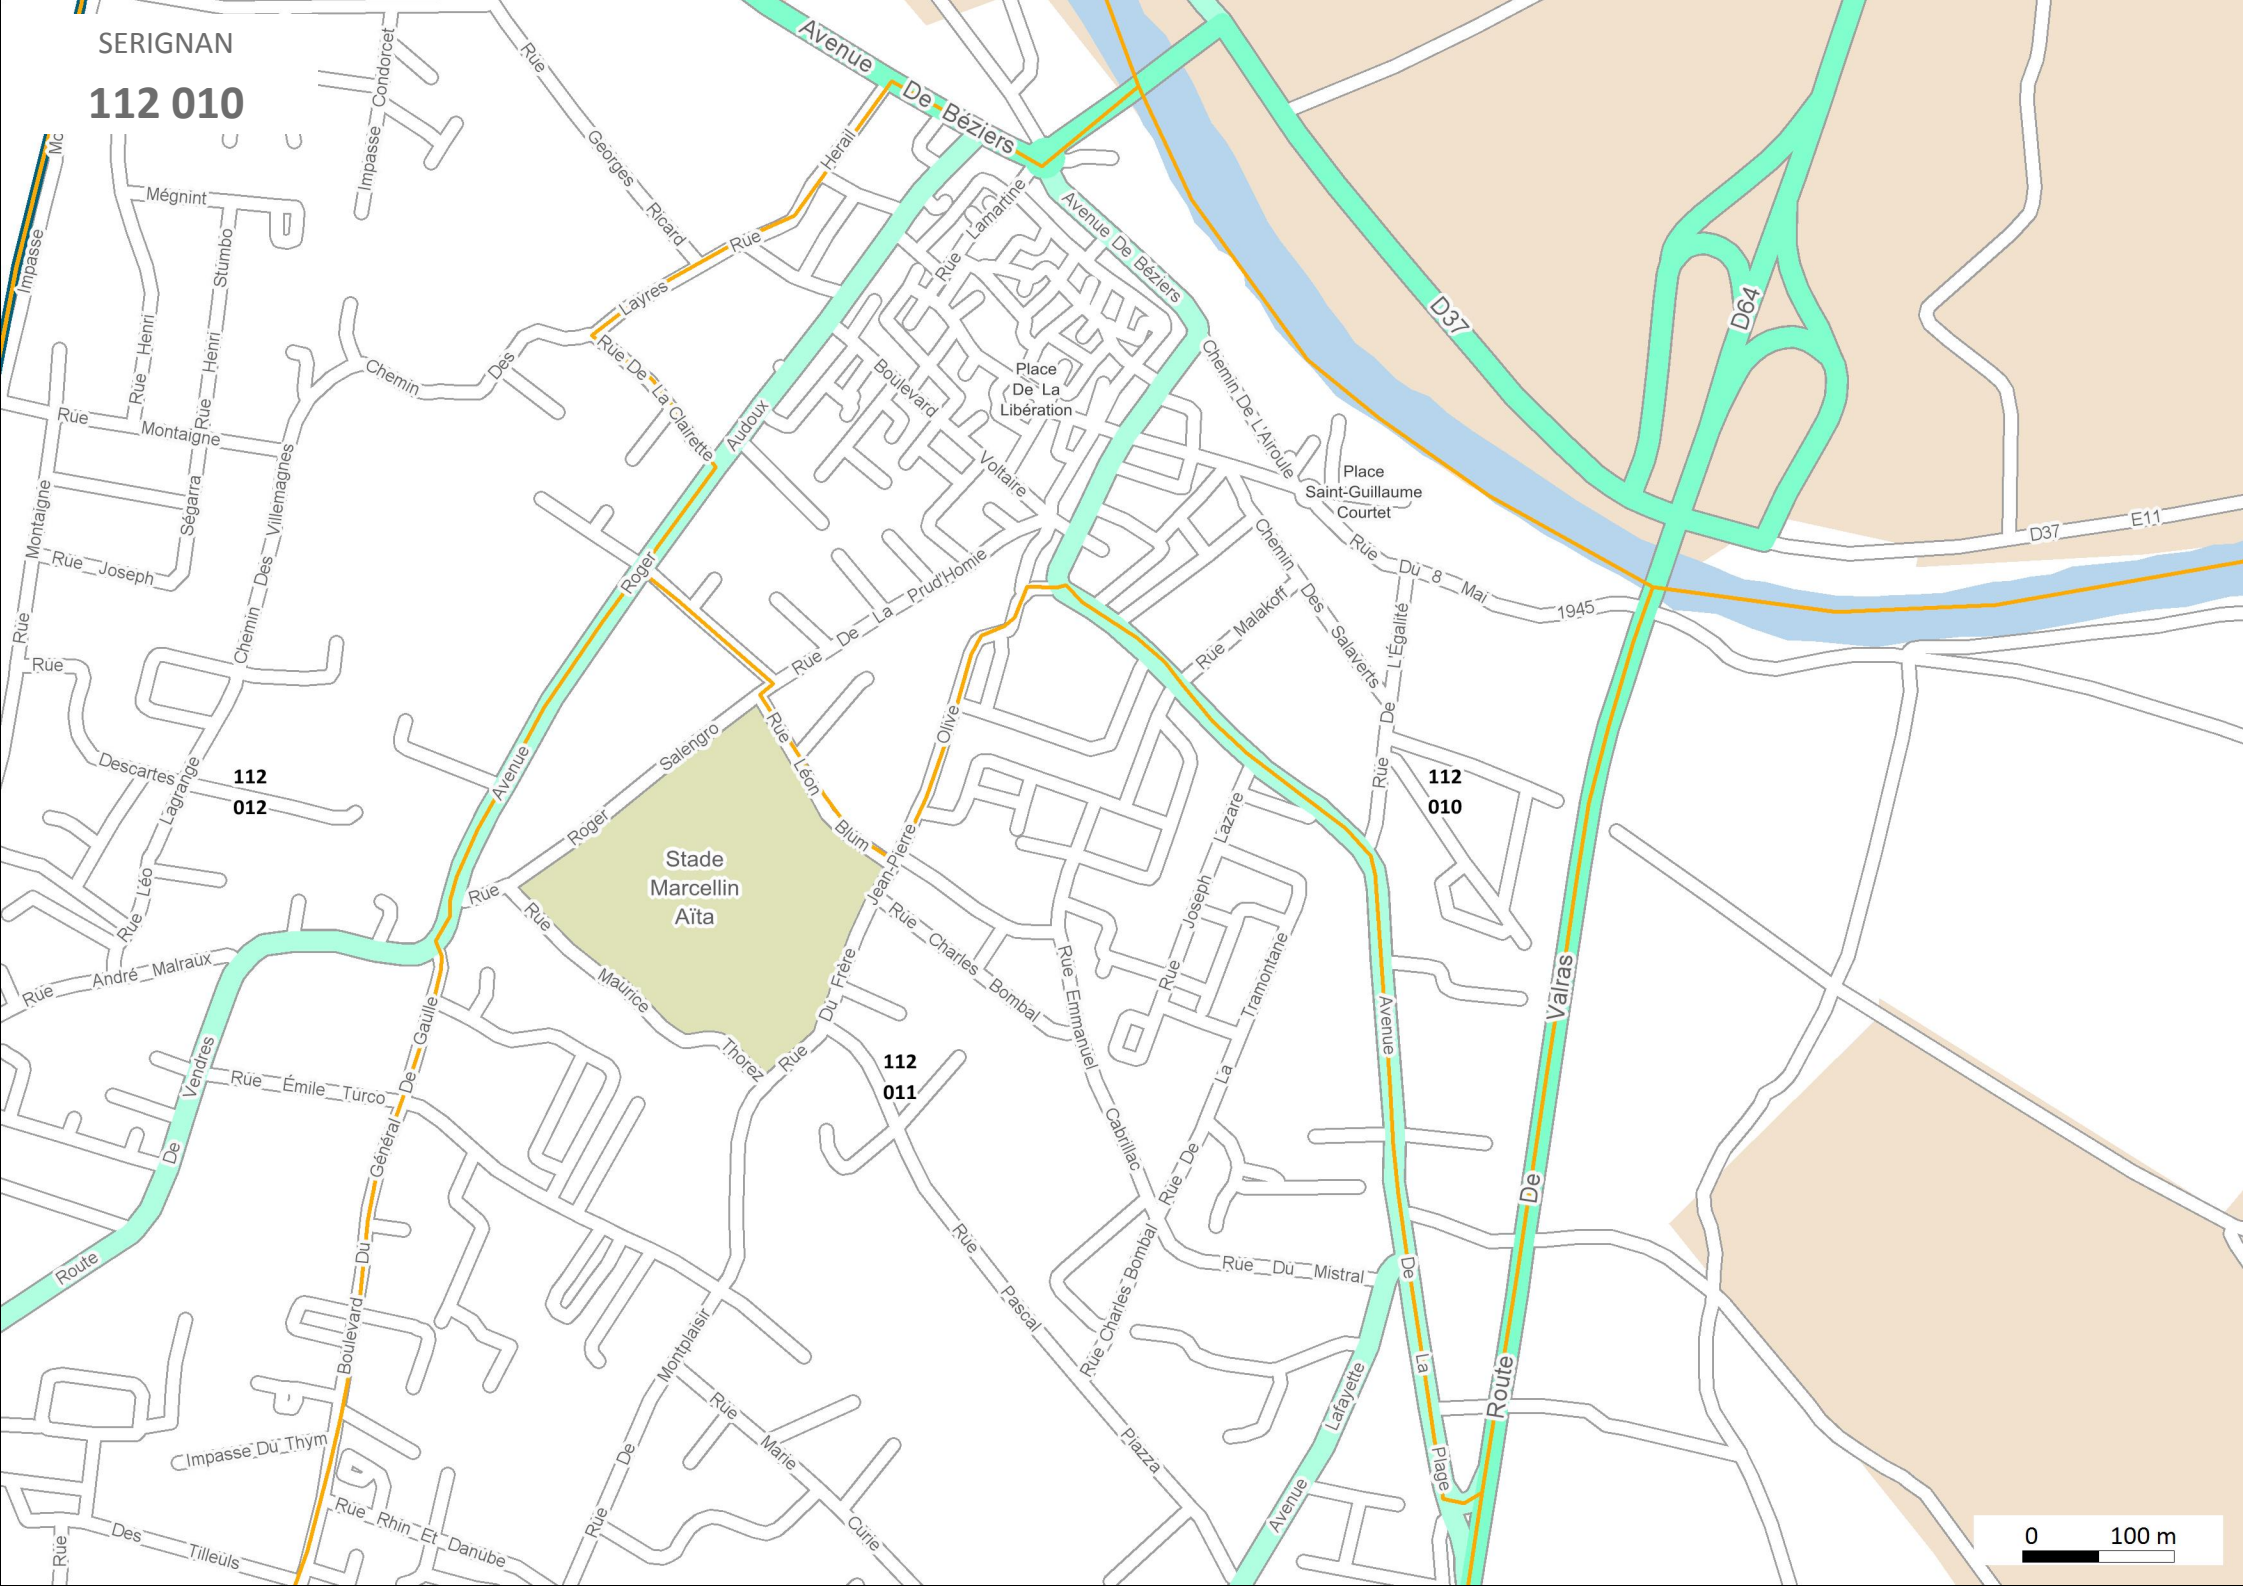 SERIGNAN
112 010
Avenue De Béziers
Rue Georges Ricard
Impasse Condorcet
Mégnint
Impasse
Rue Henri
Rue Henri Stumbo
Rue Layres Herail
Rue Lamartine
Avenue De Béziers
D37
D64
Chemin Des
Rue De La Clairette
Boulevard Voltaire
Place
De La
Libération
Chemin De L'Airoule
Place
Saint-Guillaume
Courtet
Rue Montaigne
Rue Montaigne
Ségarra
Chemin Des Villemagnes
Rue Joseph
Avenue Roger Audoux
Rue De La Prud'Homie
Chemin Des Salaverts
Rue Du 8 Mai 1945
D37
E11
Rue Malakoff
Rue De L'Égalité
Rue Descartes
112
012
Rue Léo Lagrange
Rue Roger Salengro
Rue Léon Blum
Stade
Marcellin
Aïta
Rue Du Frère Jean-Pierre Olive
112
010
Rue Joseph Lazare
Rue André Malraux
Rue Maurice Thorez
Rue Charles Bombal
Rue Emmanuel Cabrillac
Rue De La Tramontane
112
011
Route De Vendres
Rue Émile Turco
Boulevard Du Général De Gaulle
Avenue De La Plage
Route De Valras
Rue Pascal Piazza
Rue Charles Bombal
Rue Du Mistral
Avenue Lafayette
Rue De Montplaisir
Rue Marie Curie
Impasse Du Thym
Rue Rhin Et Danube
Rue Des Tilleuls
0 100 m